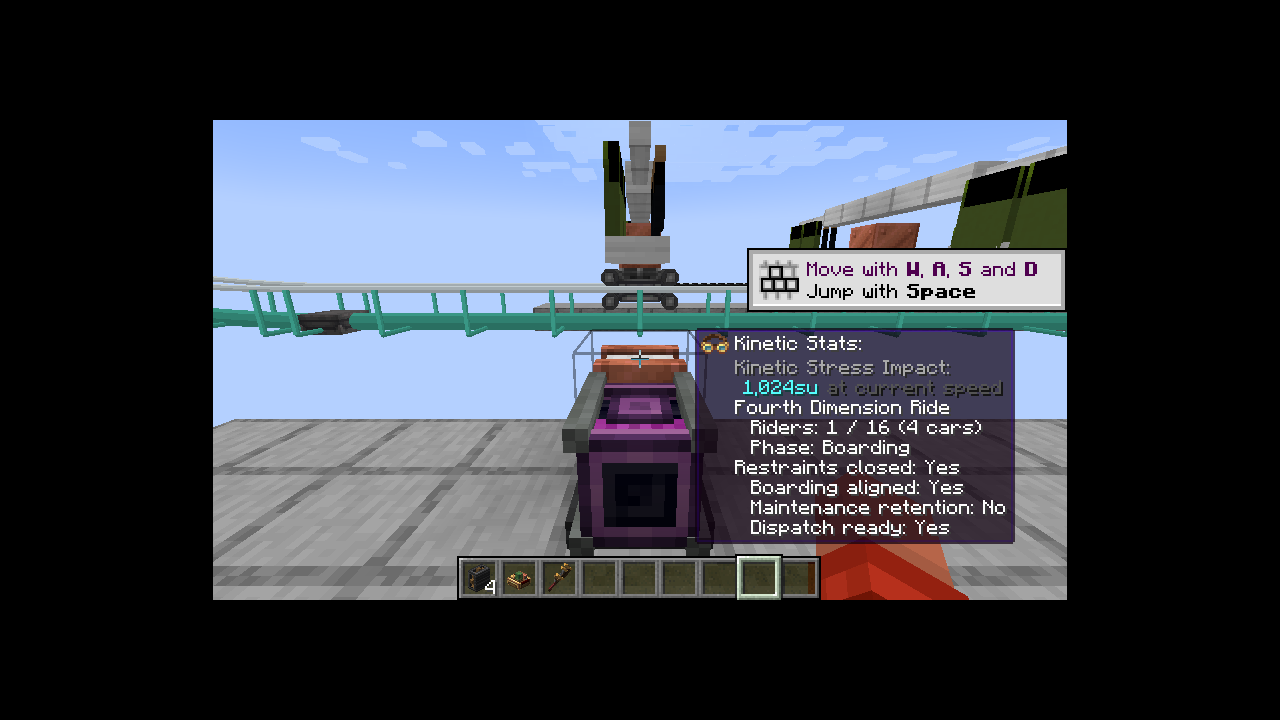 Move with W, A, S and D
Jump with Space
Kinetic Stats:
Kinetic Stress Impact:
1,024su at current speed
Fourth Dimension Ride
Riders: 1 / 16 (4 cars)
Phase: Boarding
Restraints closed: Yes
Boarding aligned: Yes
Maintenance retention: No
Dispatch ready: Yes
4